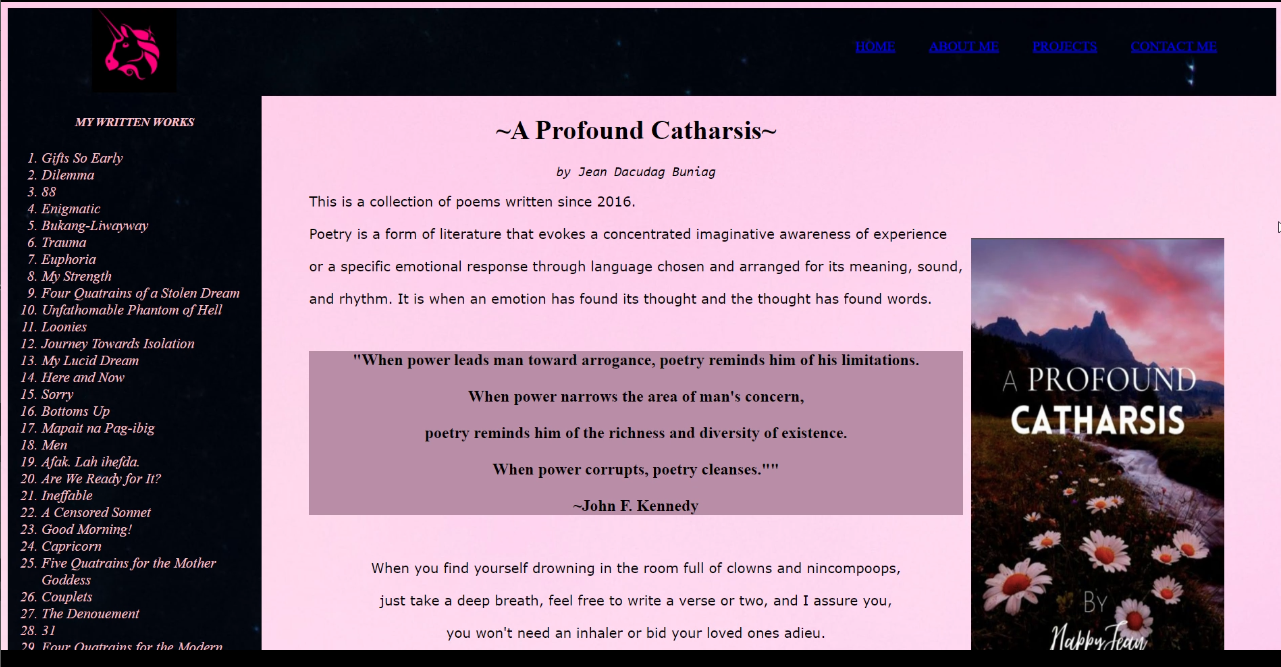 HOME ABOUT ME PROJECTS CONTACT ME
MY WRITTEN WORKS
1. Gifts So Early
2. Dilemma
3. 88
4. Enigmatic
5. Bukang-Liwayway
6. Trauma
7. Euphoria
8. My Strength
9. Four Quatrains of a Stolen Dream
10. Unfathomable Phantom of Hell
11. Loonies
12. Journey Towards Isolation
13. My Lucid Dream
14. Here and Now
15. Sorry
16. Bottoms Up
17. Mapait na Pag-ibig
18. Men
19. Afak. Lah ihefda.
20. Are We Ready for It?
21. Ineffable
22. A Censored Sonnet
23. Good Morning!
24. Capricorn
25. Five Quatrains for the Mother
Goddess
26. Couplets
27. The Denouement
28. 31
29. Four Quatrains for the Modern
~A Profound Catharsis~
by Jean Dacudag Buniag
This is a collection of poems written since 2016.
Poetry is a form of literature that evokes a concentrated imaginative awareness of experience
or a specific emotional response through language chosen and arranged for its meaning, sound,
and rhythm. It is when an emotion has found its thought and the thought has found words.
"When power leads man toward arrogance, poetry reminds him of his limitations.
When power narrows the area of man's concern,
poetry reminds him of the richness and diversity of existence.
When power corrupts, poetry cleanses.""
~John F. Kennedy
When you find yourself drowning in the room full of clowns and nincompoops,
just take a deep breath, feel free to write a verse or two, and I assure you,
you won't need an inhaler or bid your loved ones adieu.
A PROFOUND
CATHARSIS
BY
NappyJean